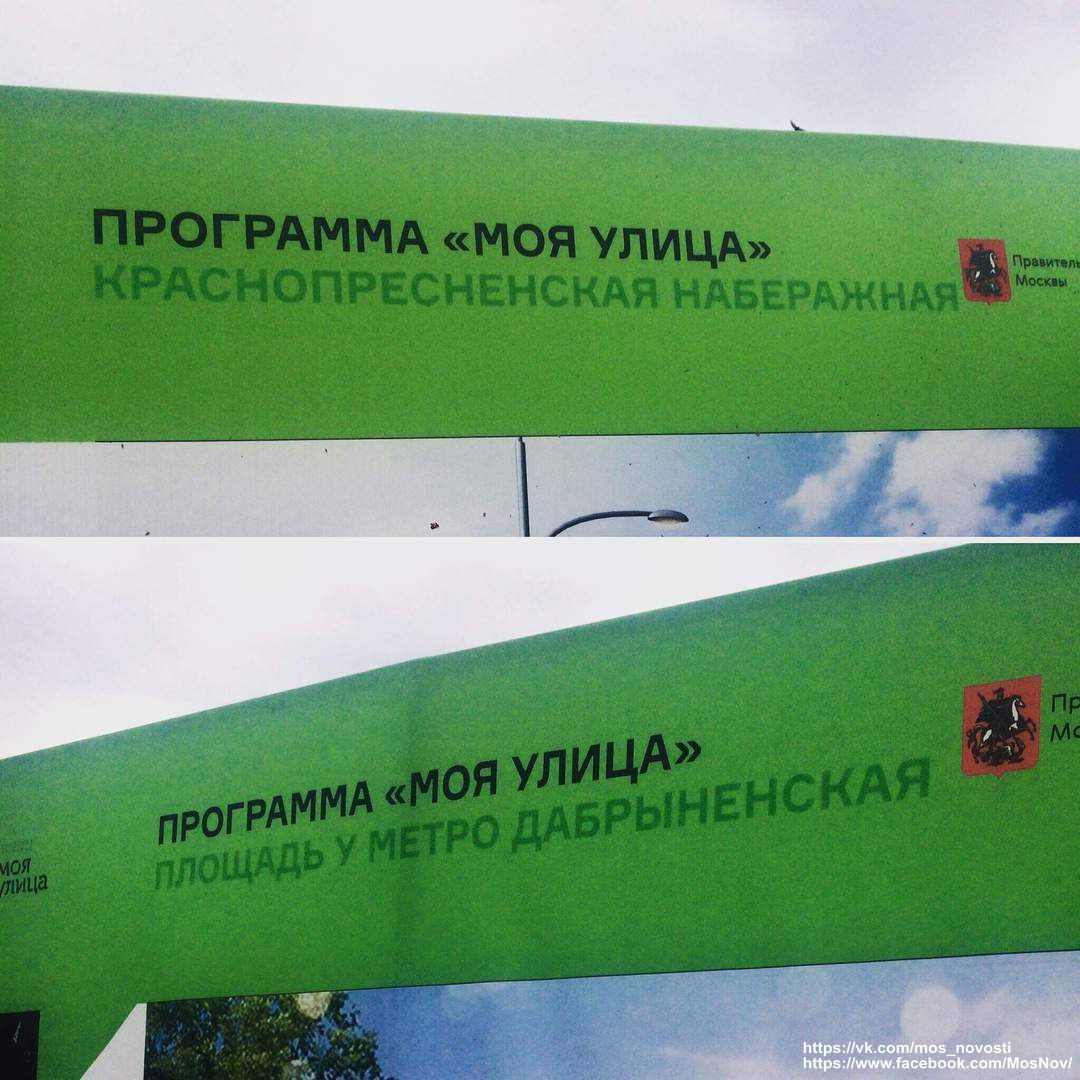 ПРОГРАММА «МОЯ УЛИЦА»
КРАСНОПРЕСНЕНСКАЯ НАБЕРАЖНАЯ
Правитель
Москвы
ПРОГРАММА «МОЯ УЛИЦА»
ПЛОЩАДЬ У МЕТРО ДАБРЫНЕНСКАЯ
Пр
Мо
МОЯ
УЛИЦА
https://vk.com/mos_novosti
https://www.facebook.com/MosNov/